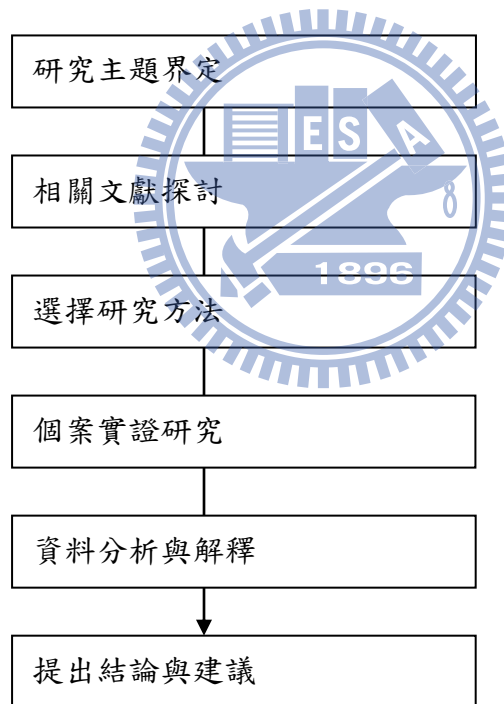 研究主題界定
E S A
相關文獻探討
8
1896
選擇研究方法
個案實證研究
資料分析與解釋
提出結論與建議